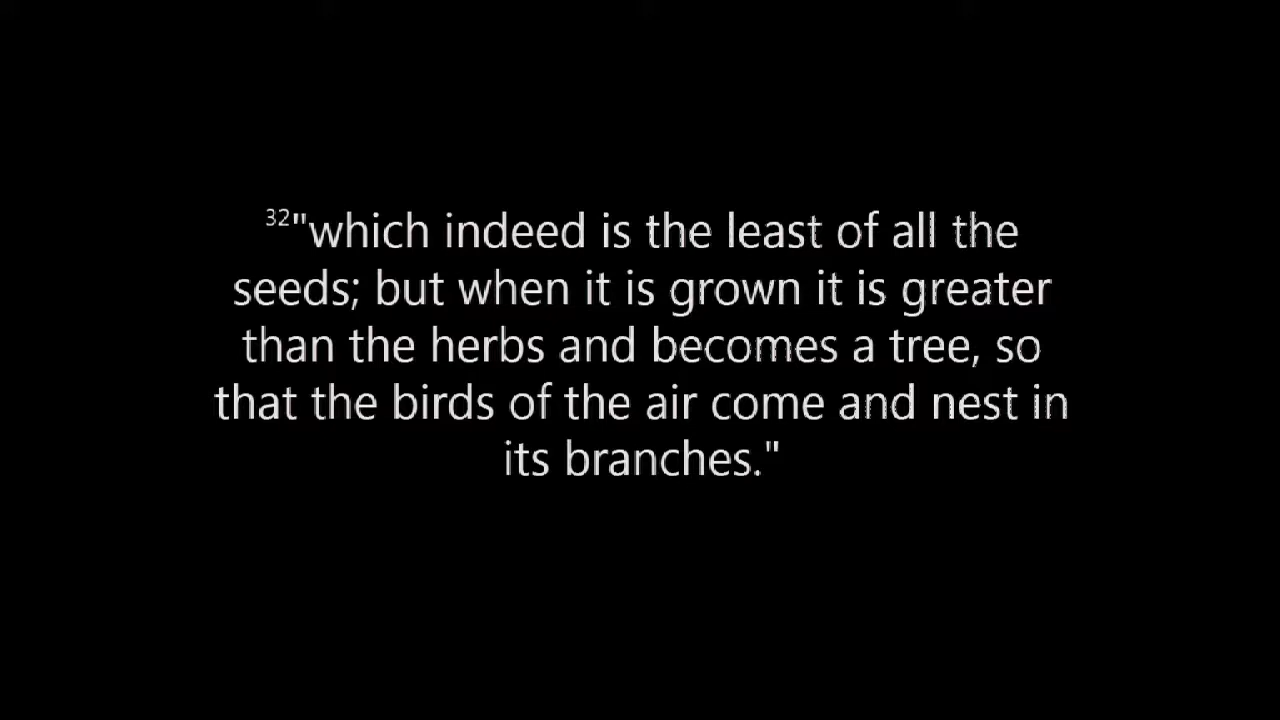 32"which indeed is the least of all the
seeds; but when it is grown it is greater
than the herbs and becomes a tree, so
that the birds of the air come and nest in
its branches."